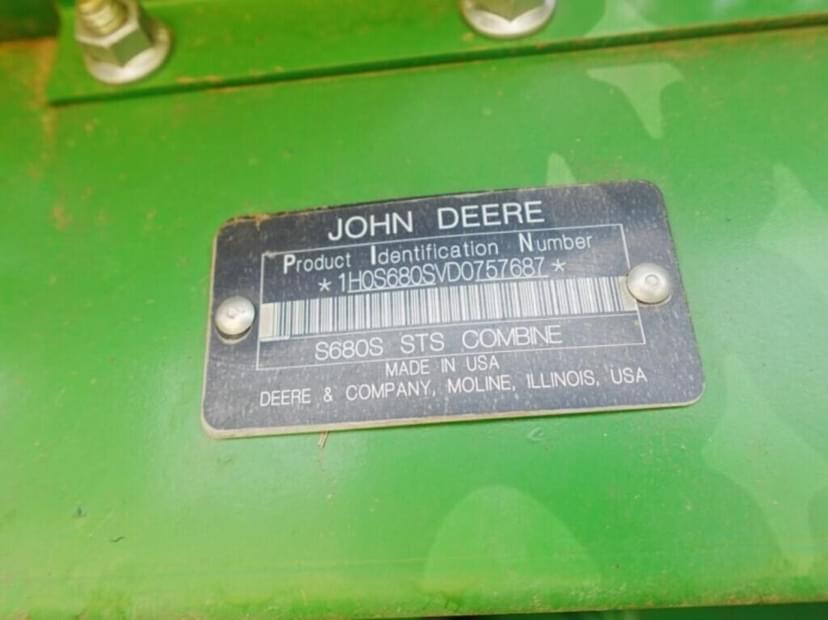 JOHN DEERE
Product Identification Number
*1H0S680SVD0757687*
S680S STS COMBINE
MADE IN USA
DEERE & COMPANY, MOLINE, ILLINOIS, USA